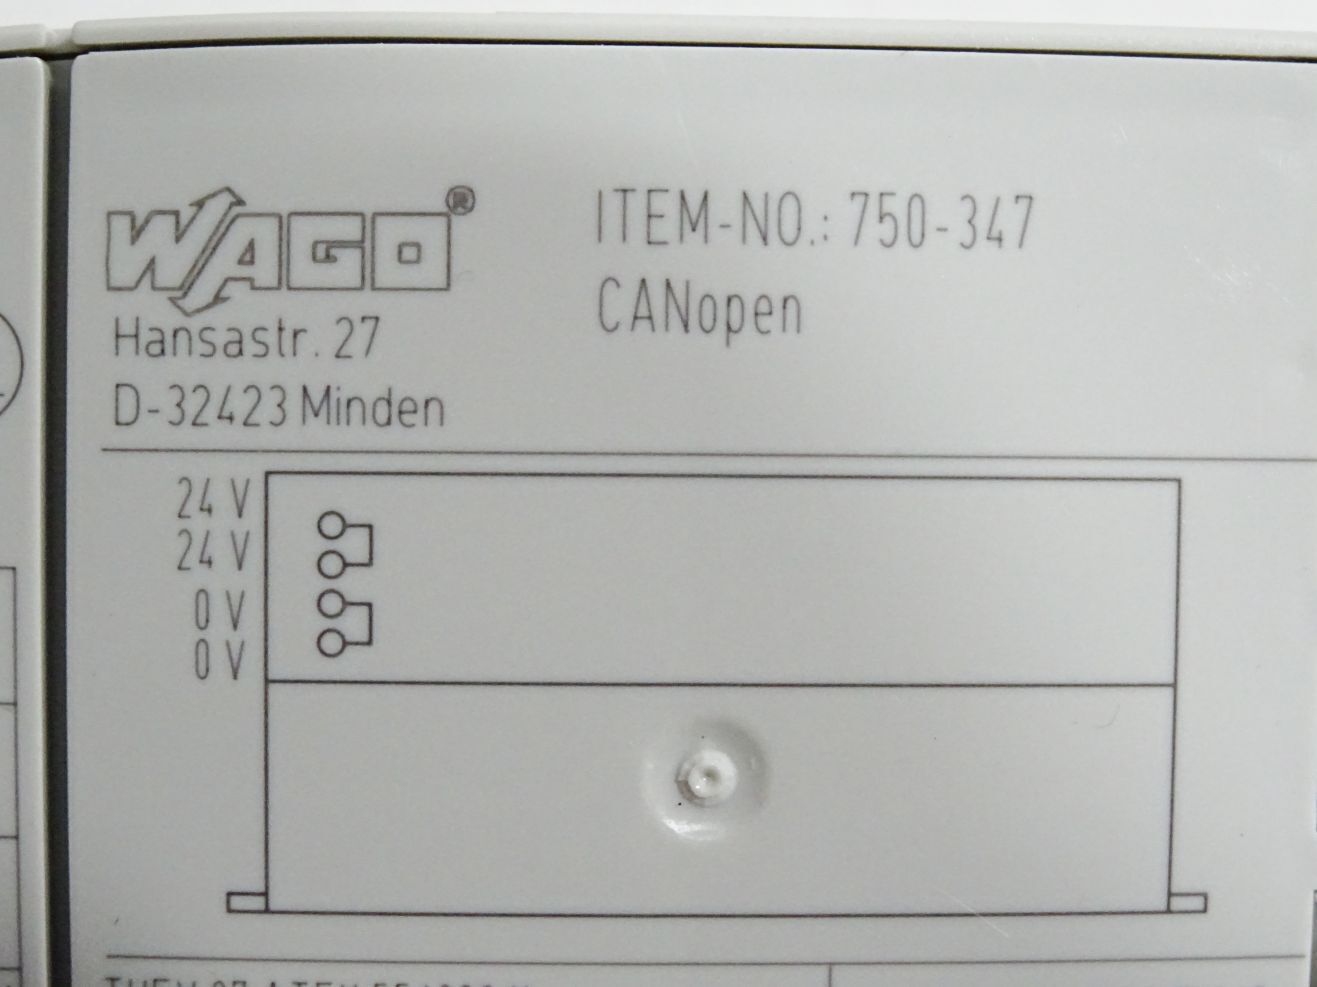 WAGO®
Hansastr. 27
D-32423 Minden
ITEM-NO.: 750-347
CANopen
24 V
24 V
0 V
0 V